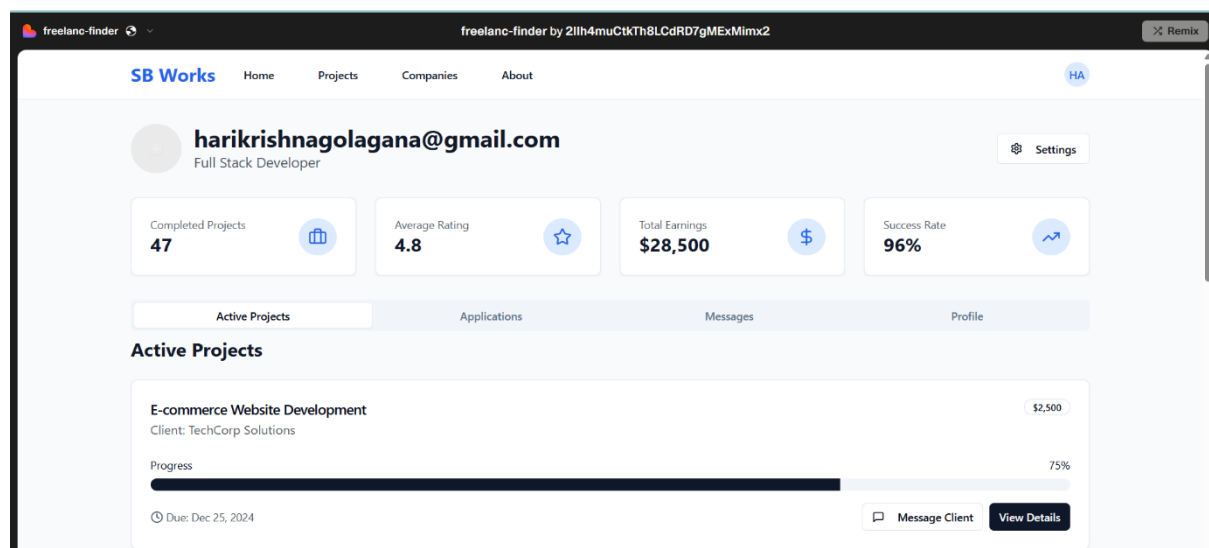 freelanc-finder
freelanc-finder by 2llh4muCtkTh8LCdRD7gMExMimx2
Remix
SB Works Home Projects Companies About HA
harikrishnagolagana@gmail.com
Full Stack Developer
Settings
Completed Projects
47
Average Rating
4.8
Total Earnings
$28,500
Success Rate
96%
Active Projects Applications Messages Profile
Active Projects
E-commerce Website Development
$2,500
Client: TechCorp Solutions
Progress 75%
Due: Dec 25, 2024
Message Client View Details